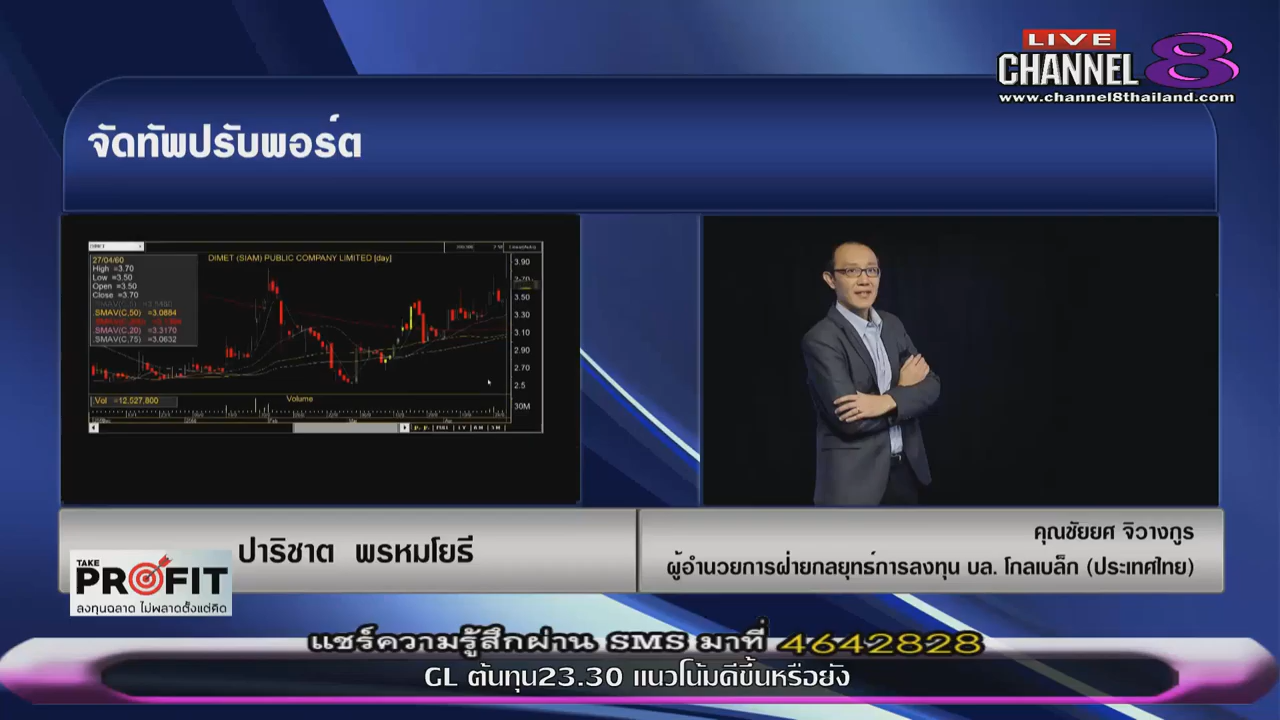 LIVE
CHANNEL 8
www.channel8thailand.com
จัดทัพปรับพอร์ต
DIMET (SIAM) PUBLIC COMPANY LIMITED [day]
27/04/60
High =3.70
Low =3.50
Open =3.50
Close =3.70
SMAV(C,50) =3.0884
SMAV(C,20) =3.3170
SMAV(C,75) =3.0632
3.90
3.50
3.30
3.10
2.90
2.70
2.5
Vol =12,527,800
Volume
30M
ปาริชาต พรหมโยธี
คุณชัยยศ จิวางกูร
ผู้อำนวยการฝ่ายกลยุทธ์การลงทุน บล. โกลเบล็ก (ประเทศไทย)
TAKE
PROFIT
ลงทุนฉลาด ไม่พลาดตั้งแต่คิด
แชร์ความรู้สึกผ่าน SMS มาที่ 4642828
GL ต้นทุน23.30 แนวโน้มดีขึ้นหรือยัง